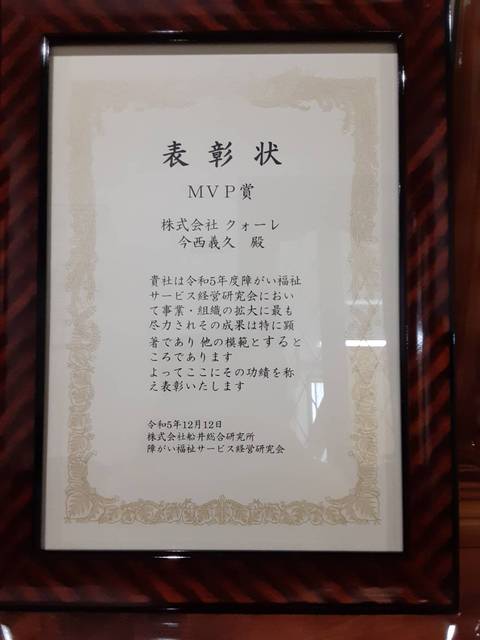 表彰状
MVP賞
株式会社 クォーレ
今西義久 殿
貴社は令和5年度障がい福祉
サービス経営研究会におい
て事業・組織の拡大に最も
尽力されその成果は特に顕
著であり他の模範とすると
ころであります
よってここにその功績を称
え表彰いたします
令和5年12月12日
株式会社船井総合研究所
障がい福祉サービス経営研究会